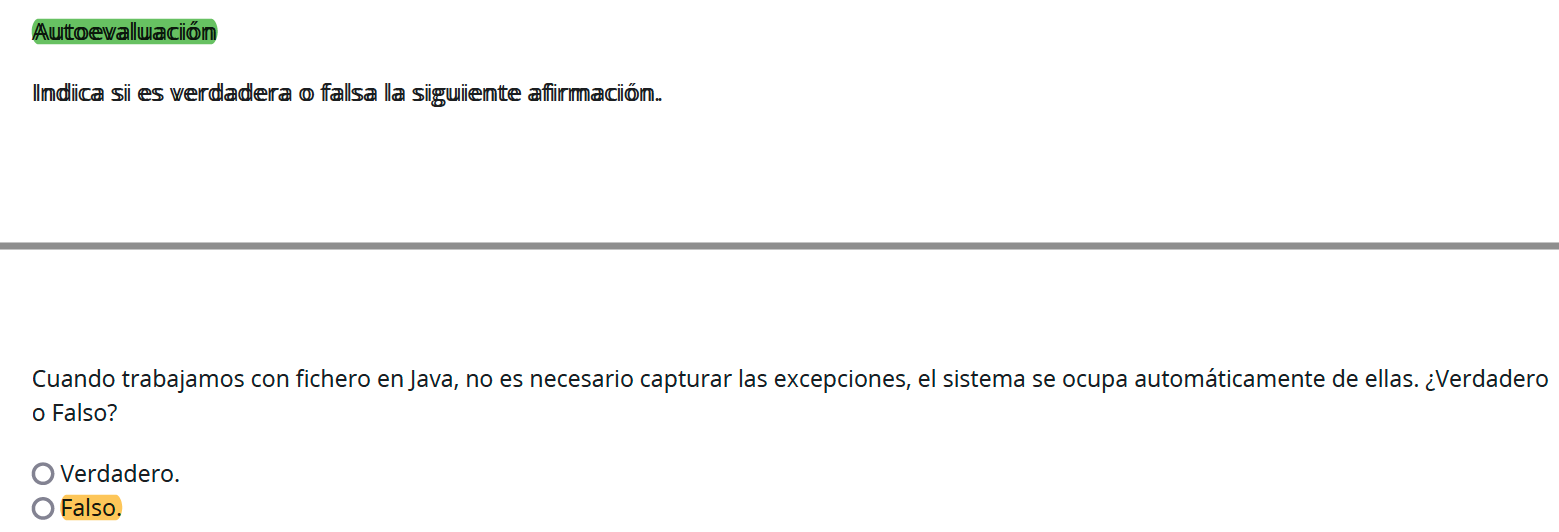 Autoevaluación
Indica si es verdadera o falsa la siguiente afirmación.
Cuando trabajamos con fichero en Java, no es necesario capturar las excepciones, el sistema se ocupa automáticamente de ellas. ¿Verdadero
o Falso?
Verdadero.
Falso.